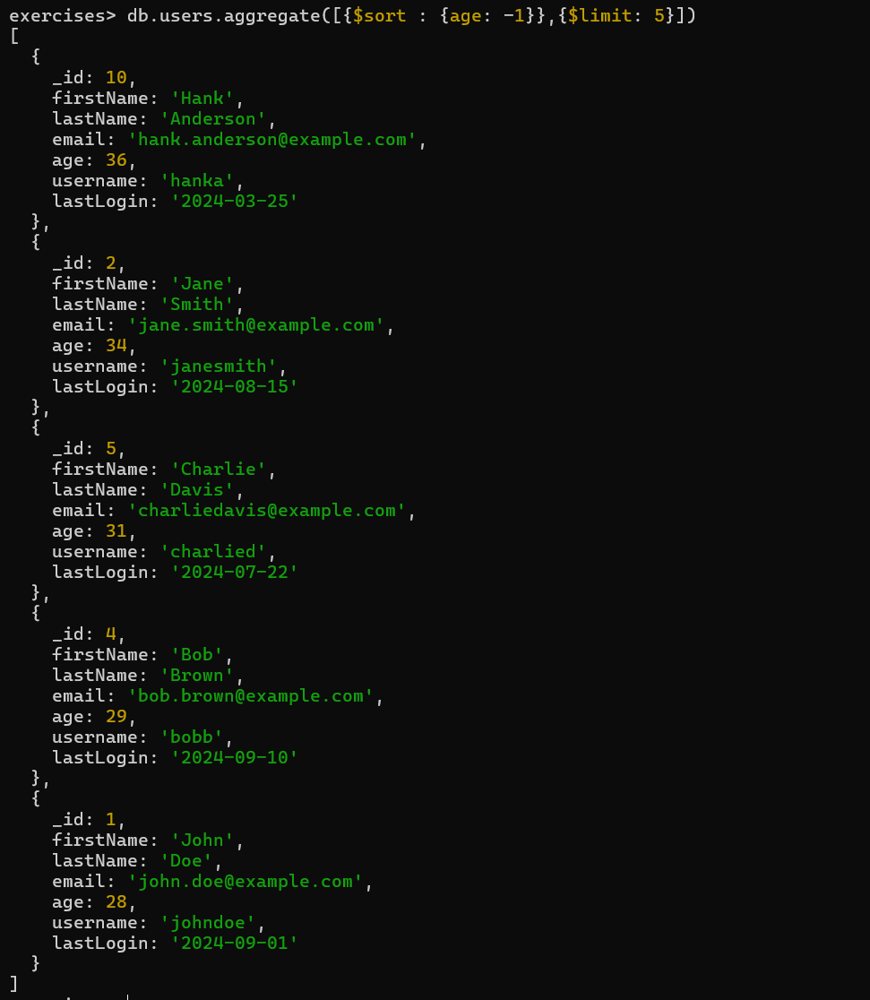 exercises> db.users.aggregate([{$sort : {age: -1}},{$limit: 5}])
[
  {
    _id: 10,
    firstName: 'Hank',
    lastName: 'Anderson',
    email: 'hank.anderson@example.com',
    age: 36,
    username: 'hanka',
    lastLogin: '2024-03-25'
  },
  {
    _id: 2,
    firstName: 'Jane',
    lastName: 'Smith',
    email: 'jane.smith@example.com',
    age: 34,
    username: 'janesmith',
    lastLogin: '2024-08-15'
  },
  {
    _id: 5,
    firstName: 'Charlie',
    lastName: 'Davis',
    email: 'charliedavis@example.com',
    age: 31,
    username: 'charlied',
    lastLogin: '2024-07-22'
  },
  {
    _id: 4,
    firstName: 'Bob',
    lastName: 'Brown',
    email: 'bob.brown@example.com',
    age: 29,
    username: 'bobb',
    lastLogin: '2024-09-10'
  },
  {
    _id: 1,
    firstName: 'John',
    lastName: 'Doe',
    email: 'john.doe@example.com',
    age: 28,
    username: 'johndoe',
    lastLogin: '2024-09-01'
  }
]